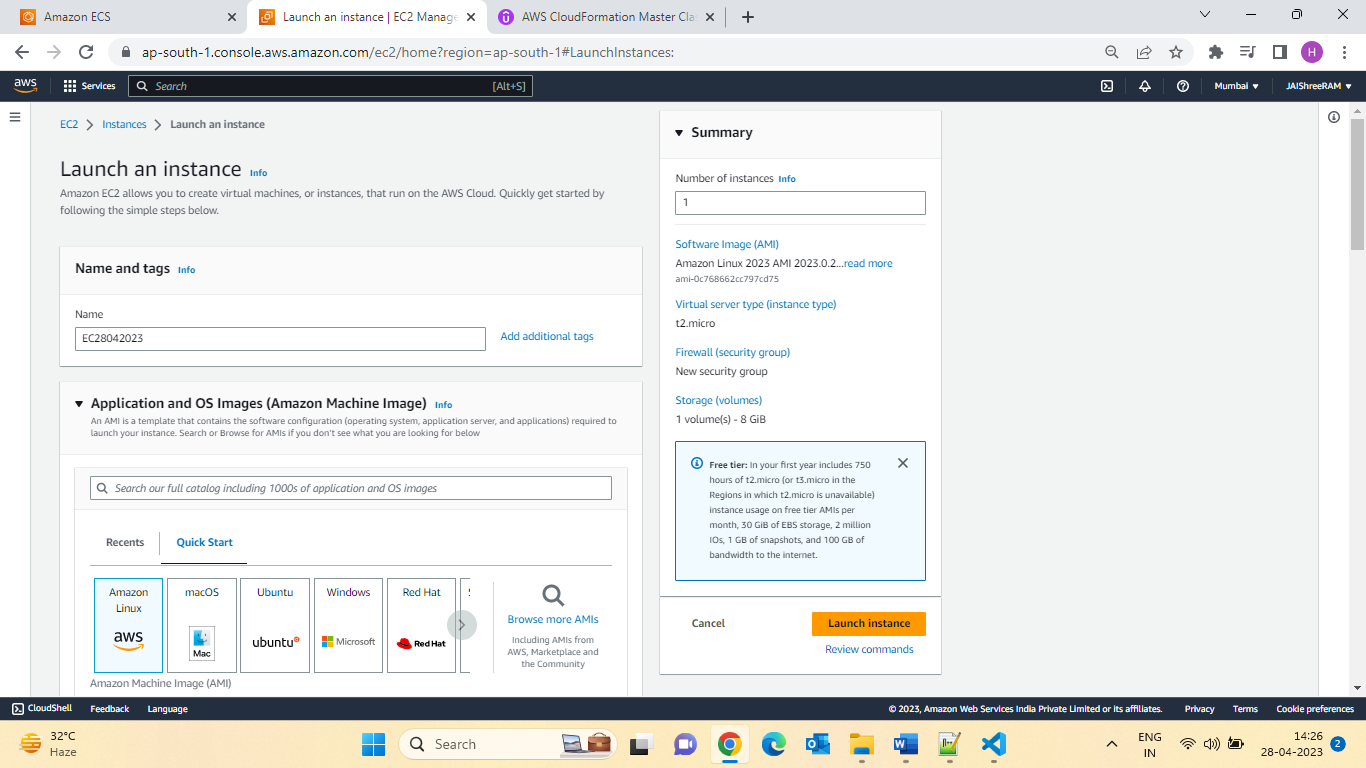 Amazon ECS
Launch an instance | EC2 Manage
AWS CloudFormation Master Cla
ap-south-1.console.aws.amazon.com/ec2/home?region=ap-south-1#LaunchInstances:
H
aws
Services
Search
[Alt+S]
Mumbai
JAIShreeRAM
EC2
Instances
Launch an instance
Launch an instance Info
Amazon EC2 allows you to create virtual machines, or instances, that run on the AWS Cloud. Quickly get started by
following the simple steps below.
Name and tags Info
Name
EC28042023
Add additional tags
Application and OS Images (Amazon Machine Image) Info
An AMI is a template that contains the software configuration (operating system, application server, and applications) required to
launch your instance. Search or Browse for AMIs if you don't see what you are looking for below
Search our full catalog including 1000s of application and OS images
Recents
Quick Start
Amazon
Linux
aws
macOS
Mac
Ubuntu
ubuntu
Windows
Microsoft
Red Hat
Red Hat
Browse more AMIs
Including AMIs from
AWS, Marketplace and
the Community
Amazon Machine Image (AMI)
Summary
Number of instances Info
1
Software Image (AMI)
Amazon Linux 2023 AMI 2023.0.2...read more
ami-0c768662cc797cd75
Virtual server type (instance type)
t2.micro
Firewall (security group)
New security group
Storage (volumes)
1 volume(s) - 8 GiB
Free tier: In your first year includes 750
hours of t2.micro (or t3.micro in the
Regions in which t2.micro is unavailable)
instance usage on free tier AMIs per
month, 30 GiB of EBS storage, 2 million
IOs, 1 GB of snapshots, and 100 GB of
bandwidth to the internet.
Cancel
Launch instance
Review commands
CloudShell
Feedback
Language
© 2023, Amazon Web Services India Private Limited or its affiliates.
Privacy
Terms
Cookie preferences
32°C
Haze
Search
ENG
IN
14:26
28-04-2023
2